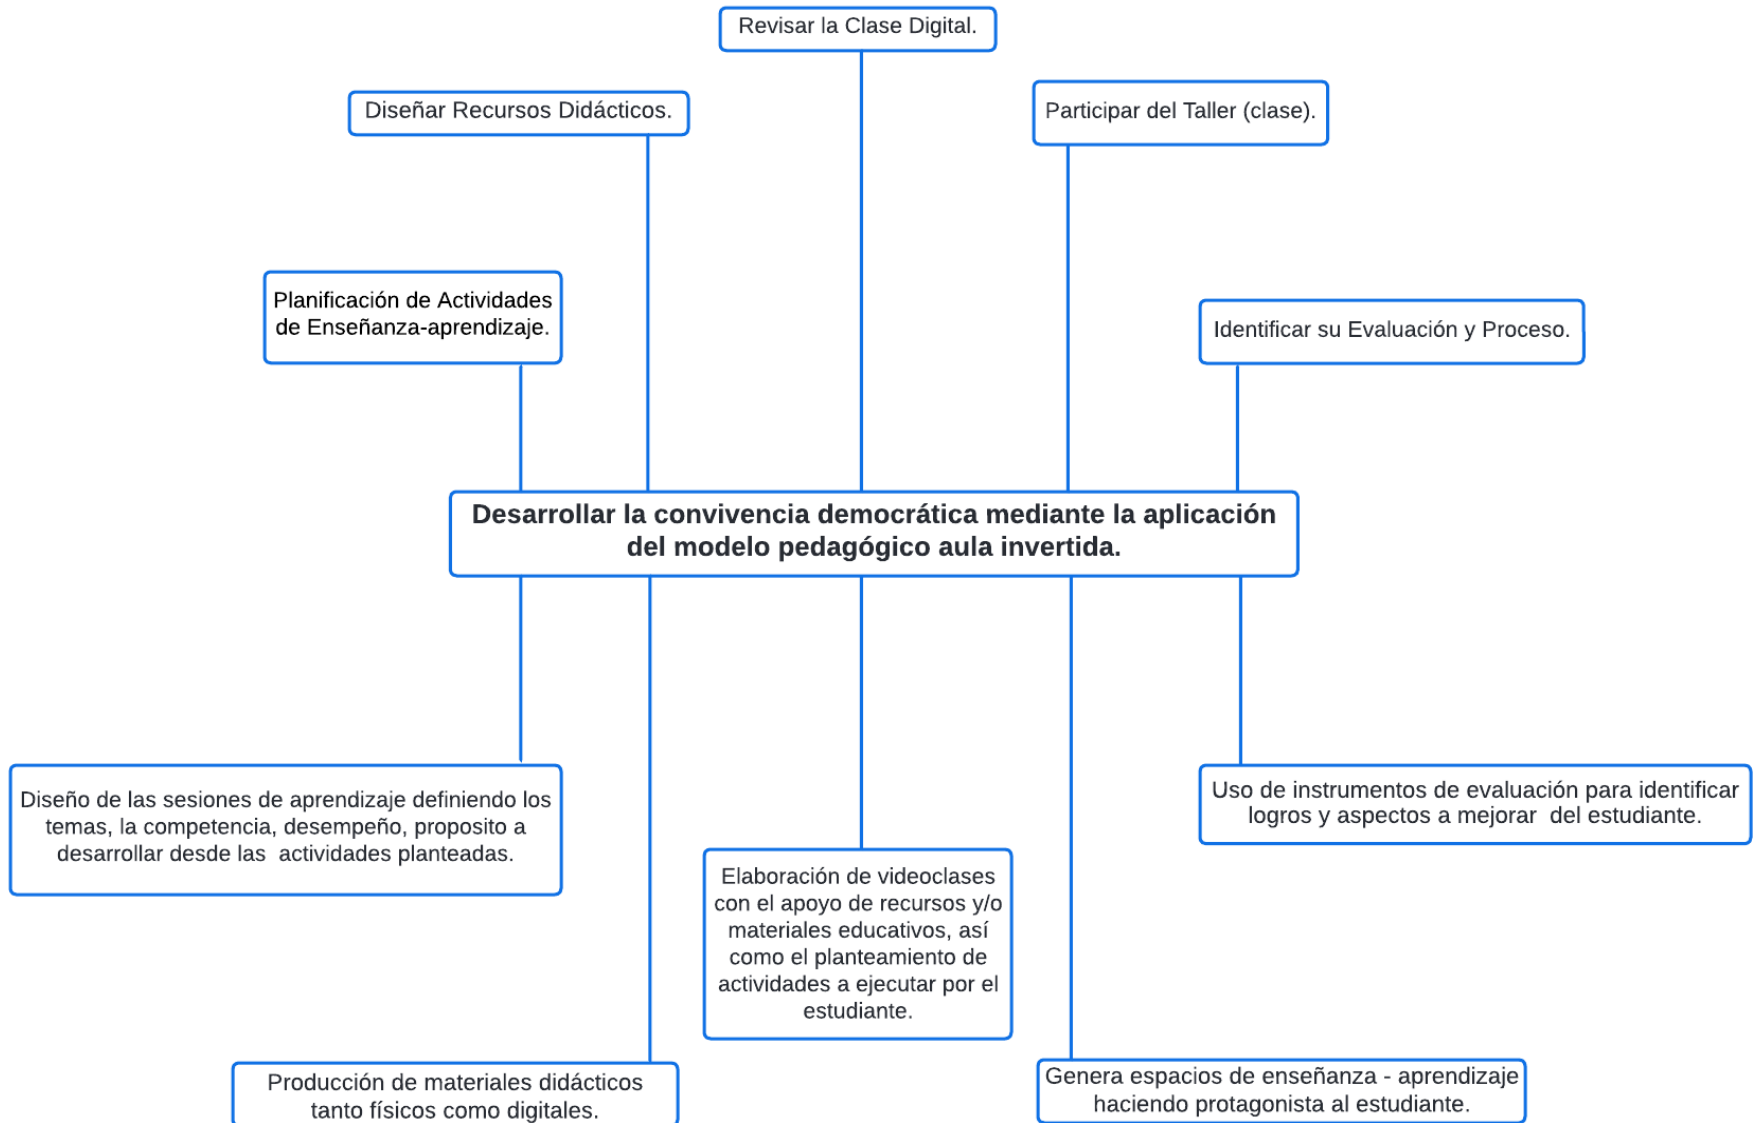 Revisar la Clase Digital.
Diseñar Recursos Didácticos.
Participar del Taller (clase).
Planificación de Actividades
de Enseñanza-aprendizaje.
Identificar su Evaluación y Proceso.
Desarrollar la convivencia democrática mediante la aplicación
del modelo pedagógico aula invertida.
Diseño de las sesiones de aprendizaje definiendo los
temas, la competencia, desempeño, proposito a
desarrollar desde las  actividades planteadas.
Uso de instrumentos de evaluación para identificar
logros y aspectos a mejorar  del estudiante.
Elaboración de videoclases
con el apoyo de recursos y/o
materiales educativos, así
como el planteamiento de
actividades a ejecutar por el
estudiante.
Producción de materiales didácticos
tanto físicos como digitales.
Genera espacios de enseñanza - aprendizaje
haciendo protagonista al estudiante.